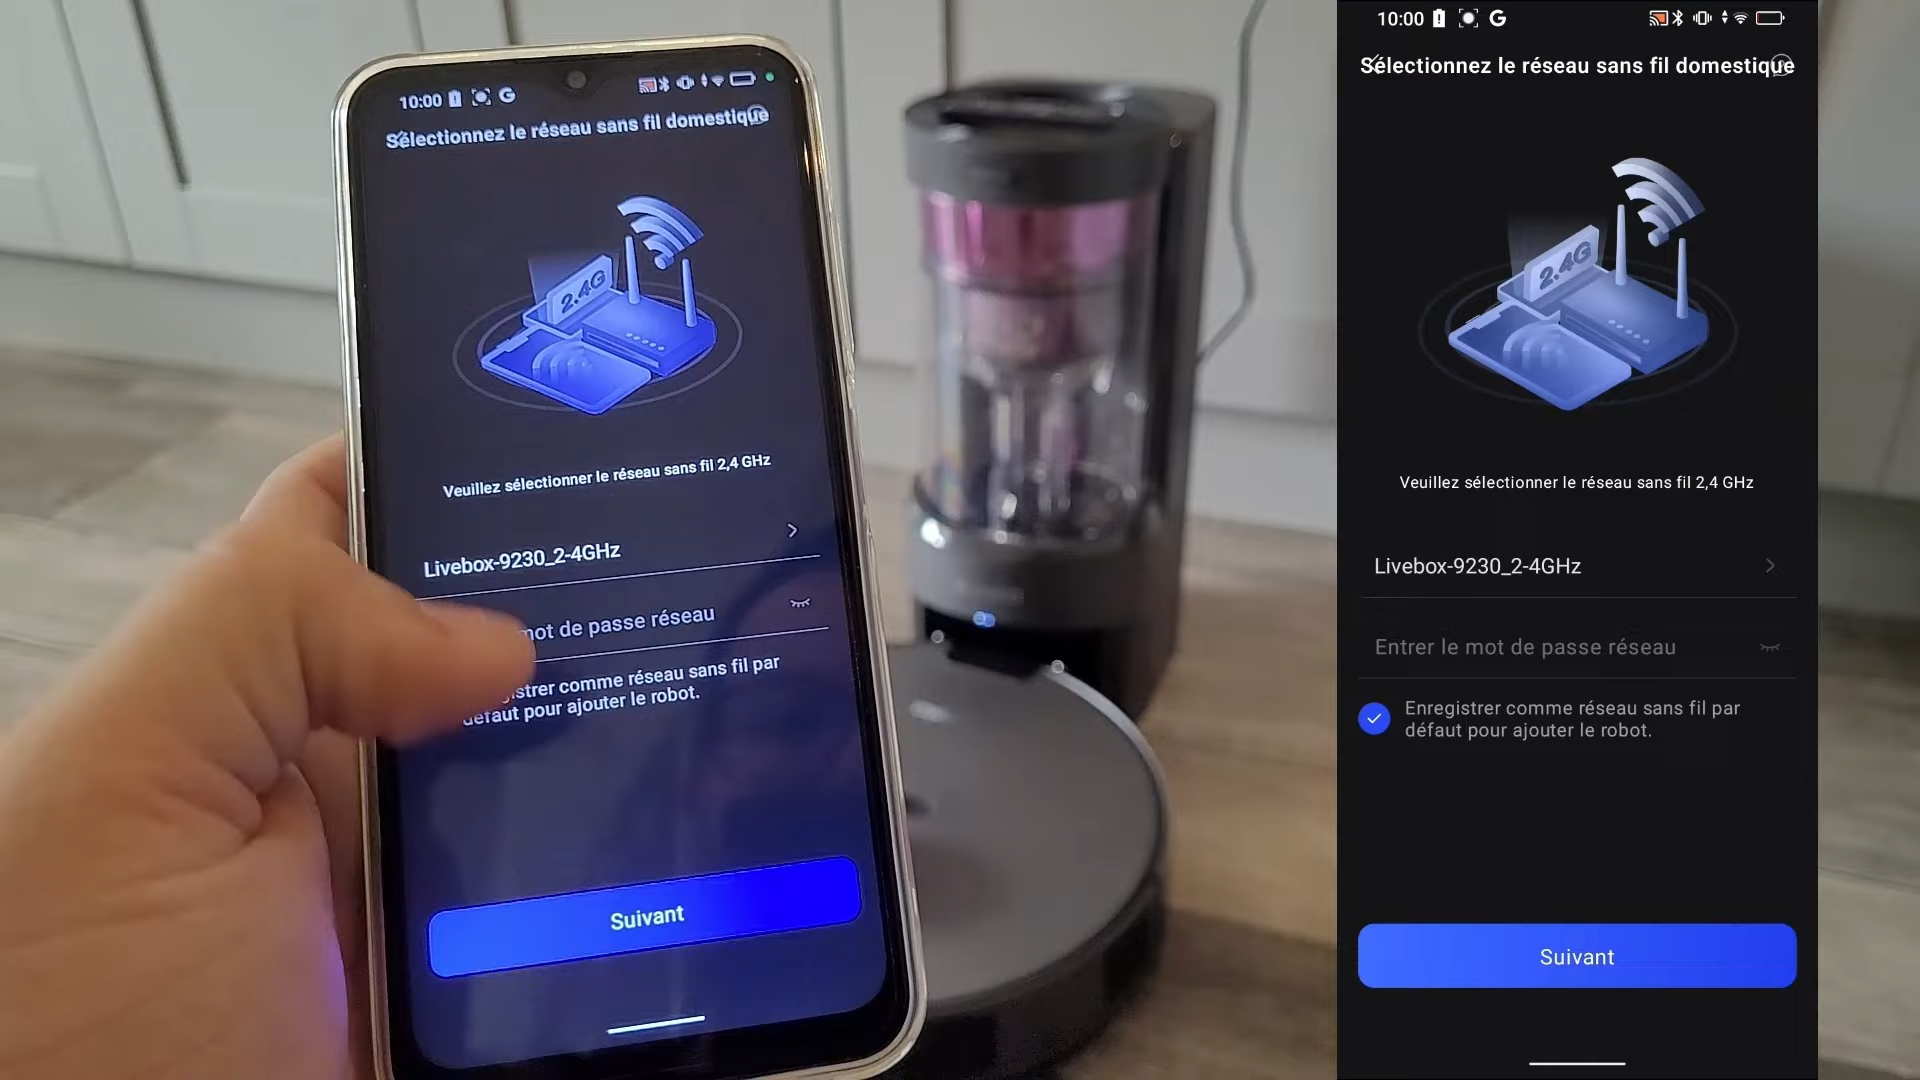 10:00
Sélectionnez le réseau sans fil domestique
2.4G
Veuillez sélectionner le réseau sans fil 2,4 GHz
Livebox-9230_2-4GHz
mot de passe réseau
istrer comme réseau sans fil par
défaut pour ajouter le robot.
Suivant
10:00
Sélectionnez le réseau sans fil domestique
2.4G
Veuillez sélectionner le réseau sans fil 2,4 GHz
Livebox-9230_2-4GHz
Entrer le mot de passe réseau
Enregistrer comme réseau sans fil par
défaut pour ajouter le robot.
Suivant